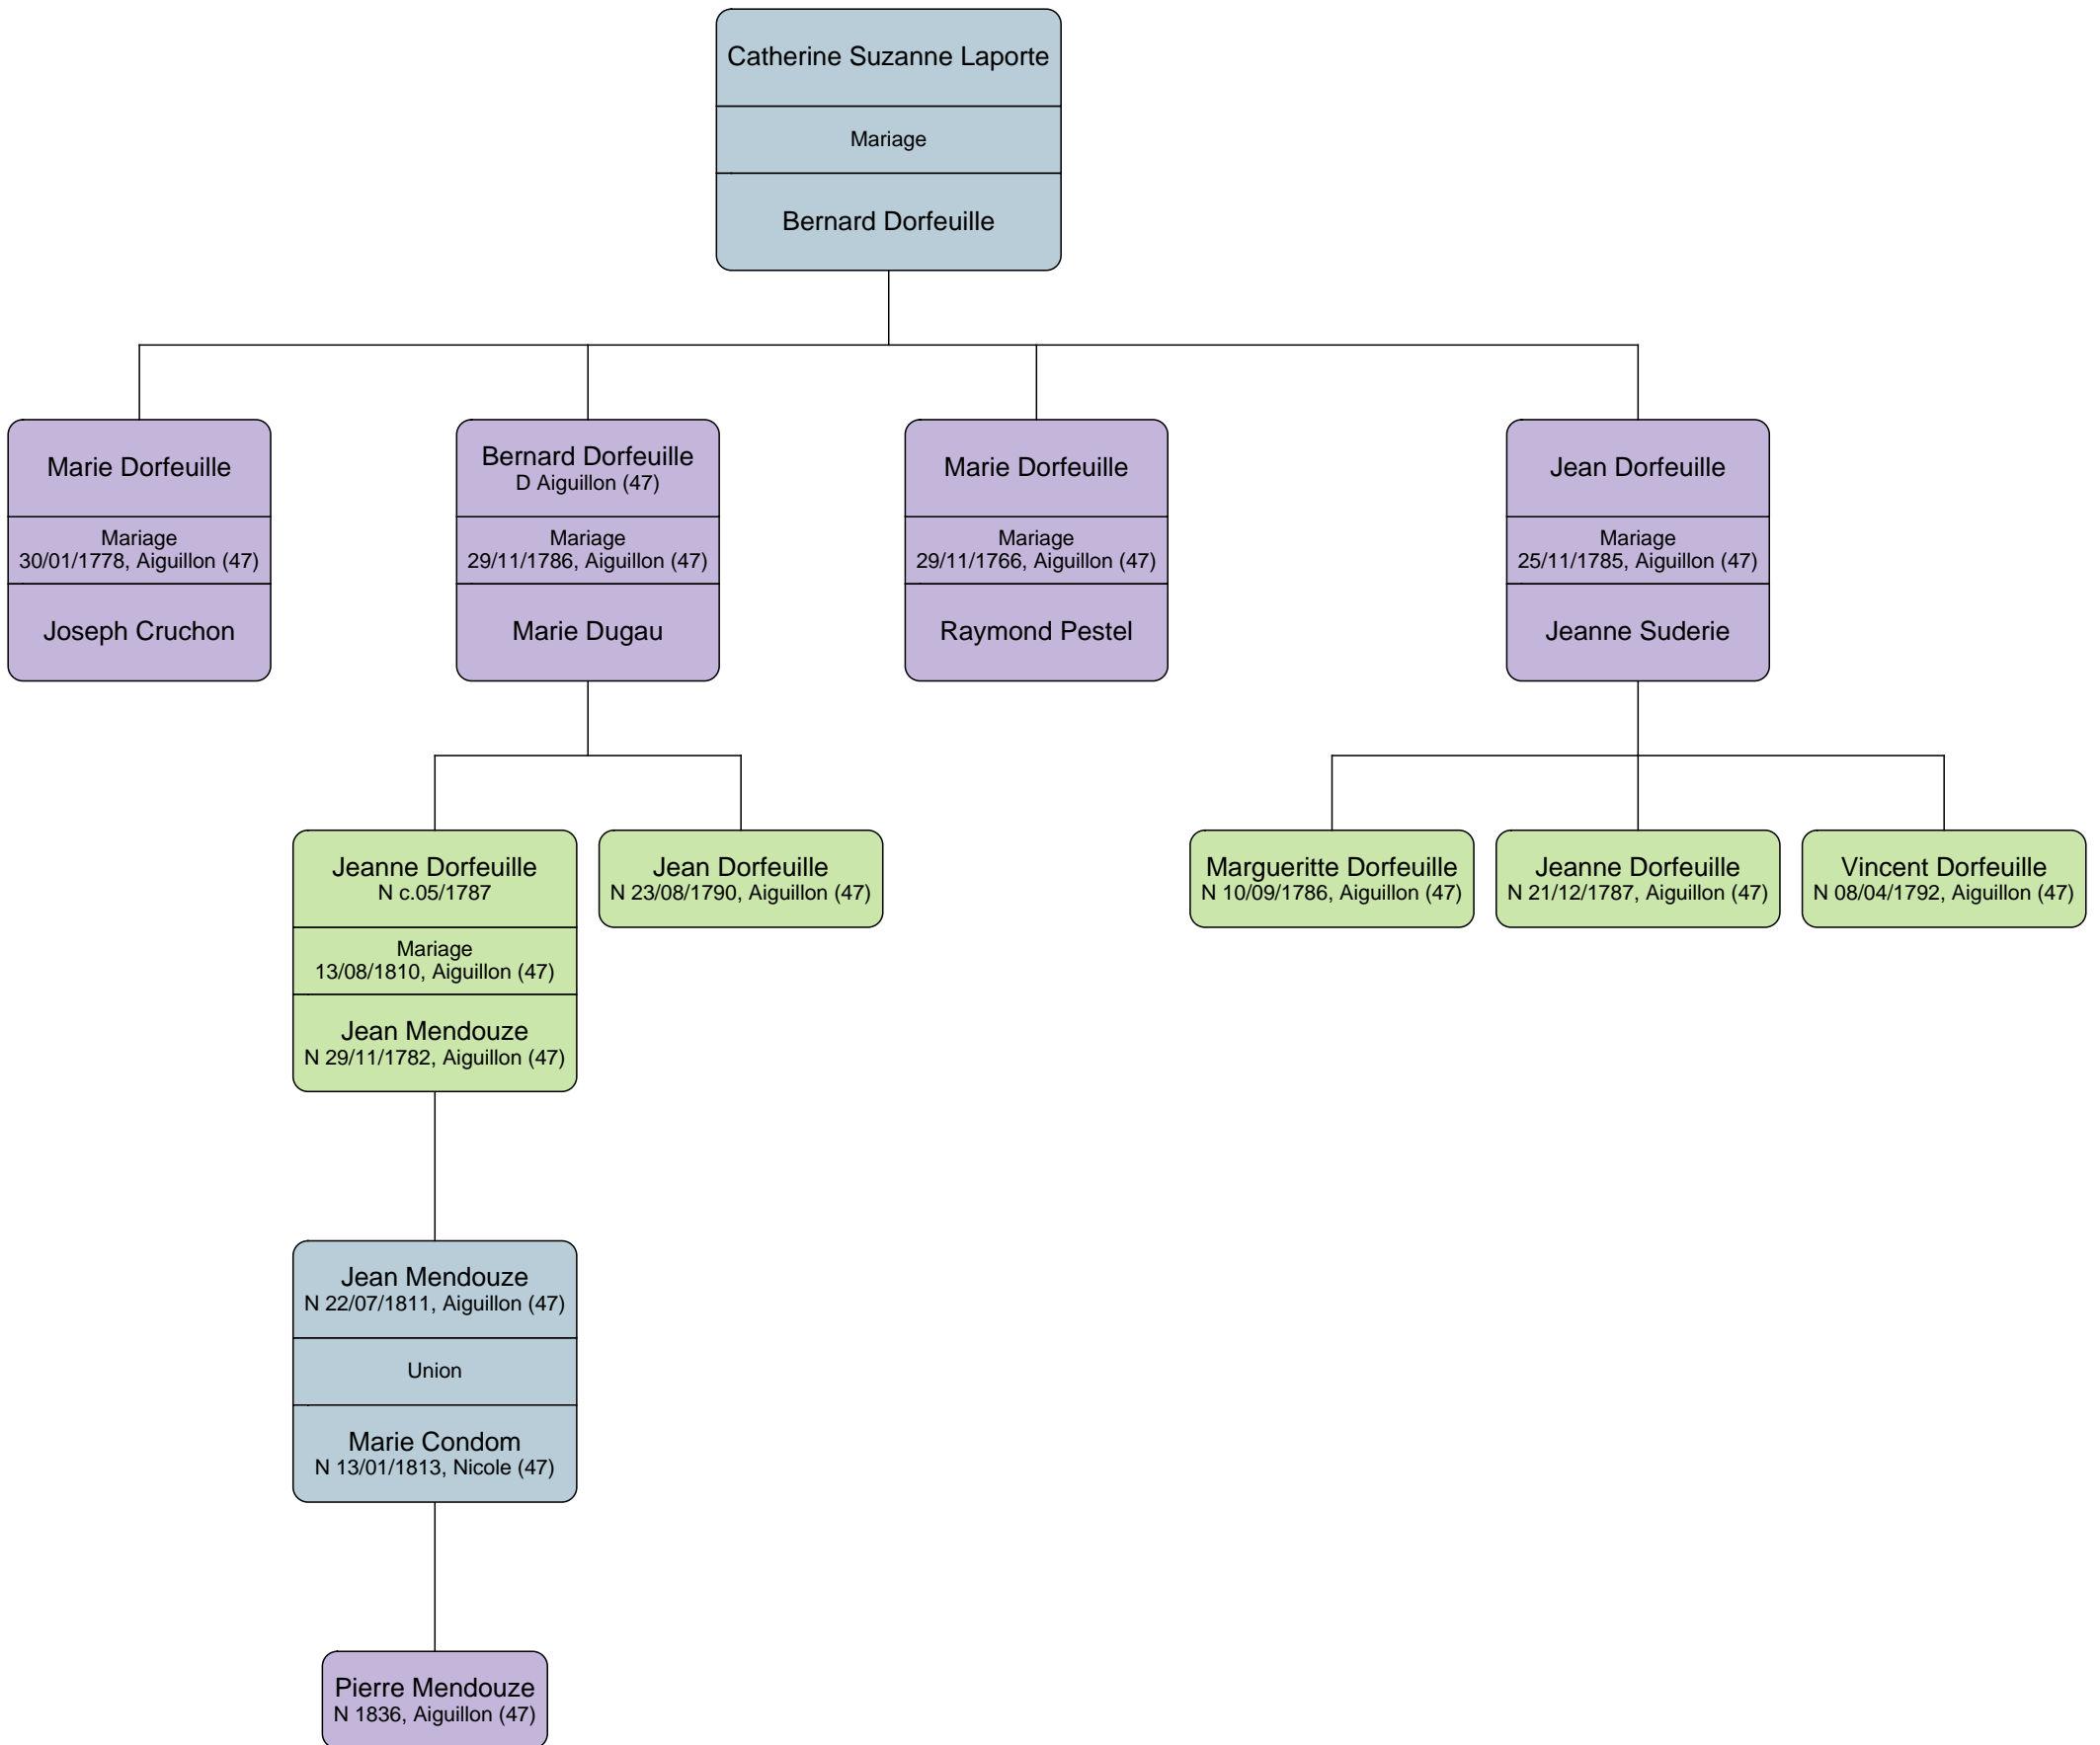 Catherine Suzanne Laporte
Mariage
Bernard Dorfeuille
Marie Dorfeuille
Mariage
30/01/1778, Aiguillon (47)
Joseph Cruchon
Bernard Dorfeuille
D Aiguillon (47)
Mariage
29/11/1786, Aiguillon (47)
Marie Dugau
Marie Dorfeuille
Mariage
29/11/1766, Aiguillon (47)
Raymond Pestel
Jean Dorfeuille
Mariage
25/11/1785, Aiguillon (47)
Jeanne Suderie
Jeanne Dorfeuille
N c.05/1787
Mariage
13/08/1810, Aiguillon (47)
Jean Mendouze
N 29/11/1782, Aiguillon (47)
Jean Dorfeuille
N 23/08/1790, Aiguillon (47)
Margueritte Dorfeuille
N 10/09/1786, Aiguillon (47)
Jeanne Dorfeuille
N 21/12/1787, Aiguillon (47)
Vincent Dorfeuille
N 08/04/1792, Aiguillon (47)
Jean Mendouze
N 22/07/1811, Aiguillon (47)
Union
Marie Condom
N 13/01/1813, Nicole (47)
Pierre Mendouze
N 1836, Aiguillon (47)